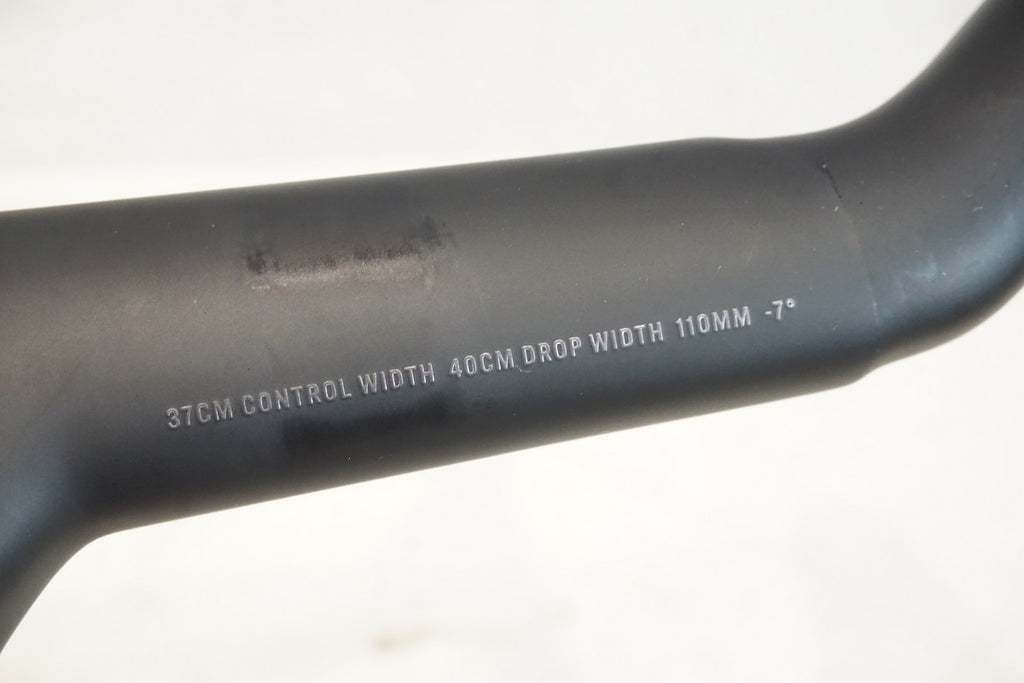 37CM CONTROL WIDTH 40CM DROP WIDTH 110MM -7°